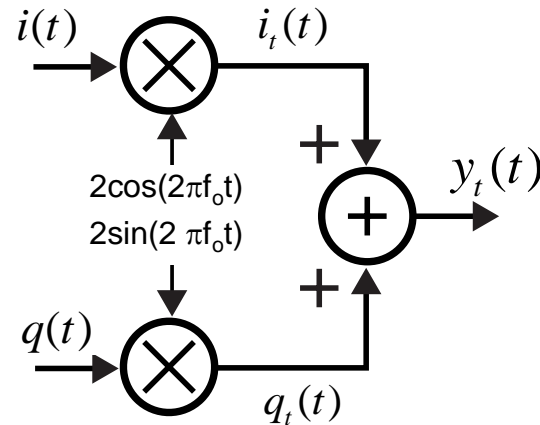 i(t)
i_t(t)
+
2cos(2πf_ot)
y_t(t)
2sin(2 πf_ot)
+
+
q(t)
q_t(t)